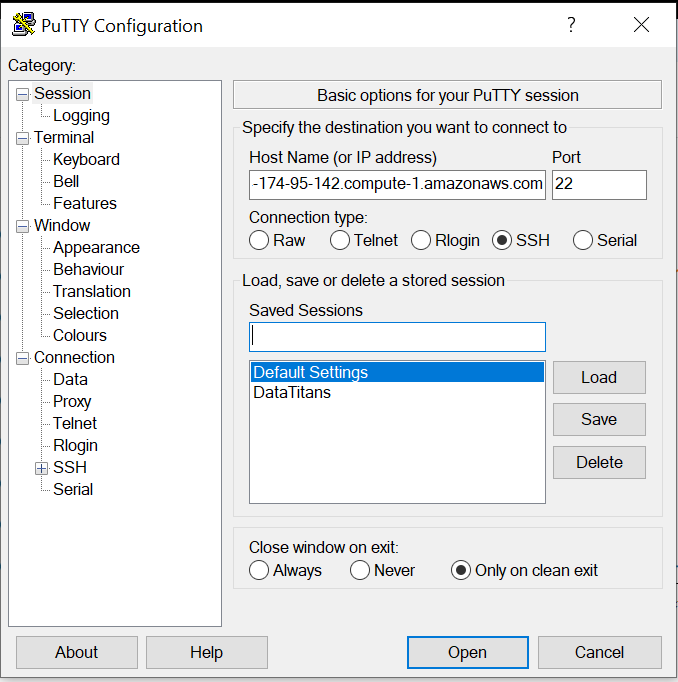 PuTTY Configuration
?
Category:
Session
Logging
Terminal
Keyboard
Bell
Features
Window
Appearance
Behaviour
Translation
Selection
Colours
Connection
Data
Proxy
Telnet
Rlogin
SSH
Serial
Basic options for your PuTTY session
Specify the destination you want to connect to
Host Name (or IP address) Port
-174-95-142.compute-1.amazonaws.com 22
Connection type:
Raw Telnet Rlogin SSH Serial
Load, save or delete a stored session
Saved Sessions
Default Settings
DataTitans
Load
Save
Delete
Close window on exit:
Always Never Only on clean exit
About Help Open Cancel